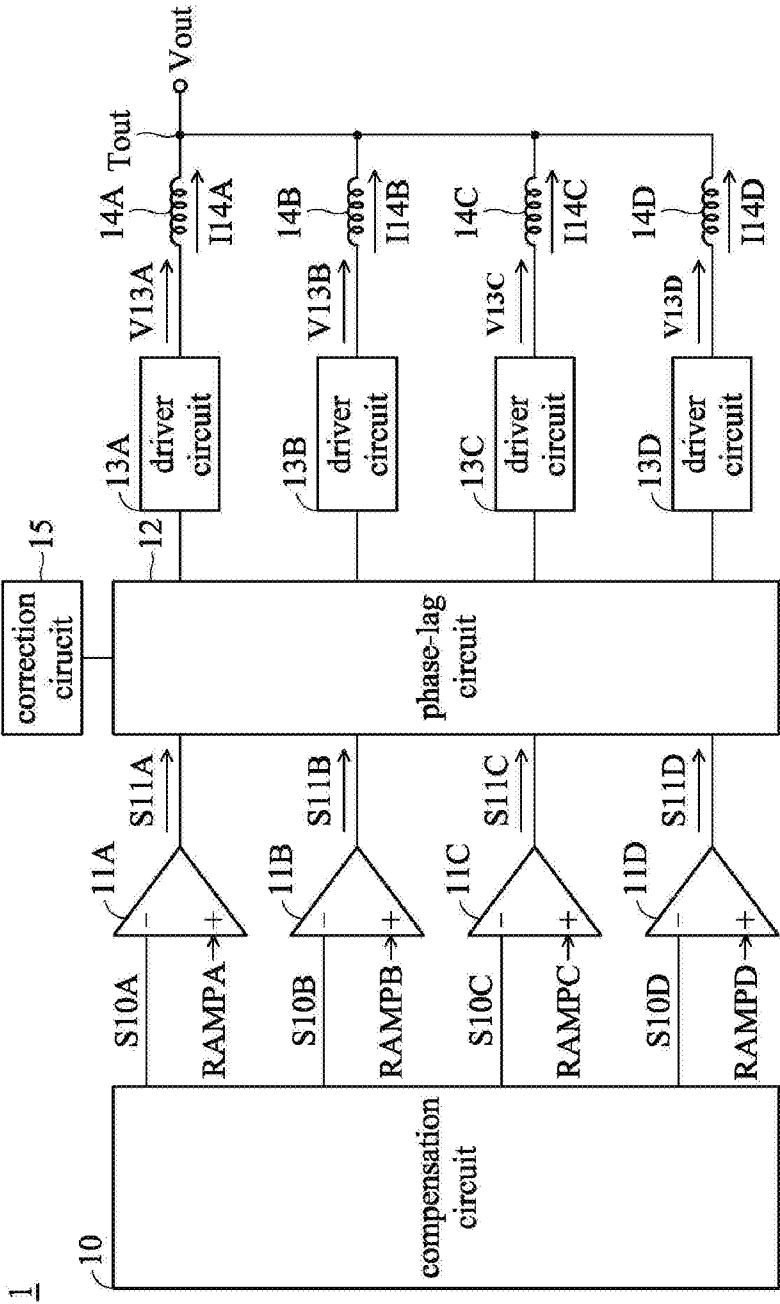 1
10
compensation
circuit
S10A
RAMPA
S10B
RAMPB
S10C
RAMPC
S10D
RAMPD
11A
-
+
11B
-
+
11C
-
+
11D
-
+
S11A
S11B
S11C
S11D
correction
cirucit
15
12
phase-lag
circuit
13A
driver
circuit
13B
driver
circuit
13C
driver
circuit
13D
driver
circuit
V13A
V13B
V13C
V13D
14A
I14A
14B
I14B
14C
I14C
14D
I14D
Tout
Vout